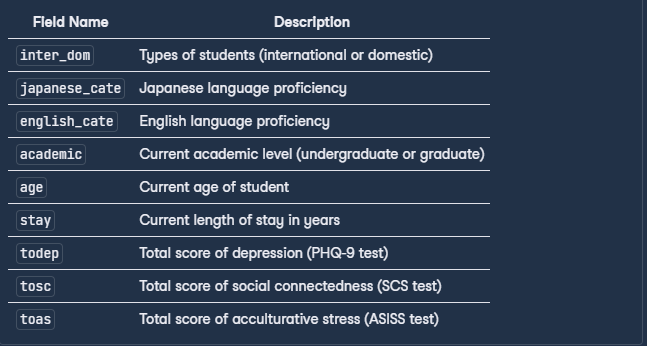 Field Name Description
inter_dom Types of students (international or domestic)
japanese_cate Japanese language proficiency
english_cate English language proficiency
academic Current academic level (undergraduate or graduate)
age Current age of student
stay Current length of stay in years
todep Total score of depression (PHQ-9 test)
tosc Total score of social connectedness (SCS test)
toas Total score of acculturative stress (ASISS test)